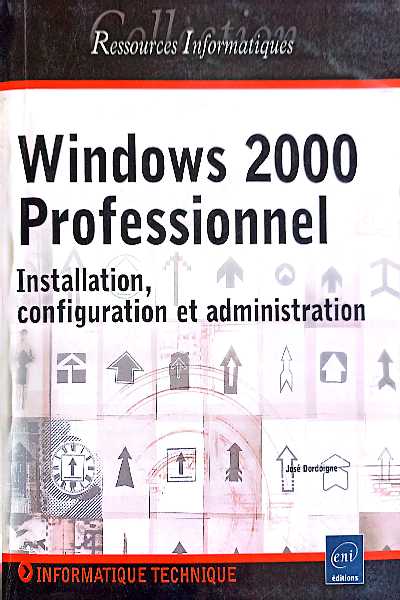 Collection
Ressources Informatiques
Windows 2000
Professionnel
Installation,
configuration et administration
José Dordoigne
INFORMATIQUE TECHNIQUE
eni
éditions